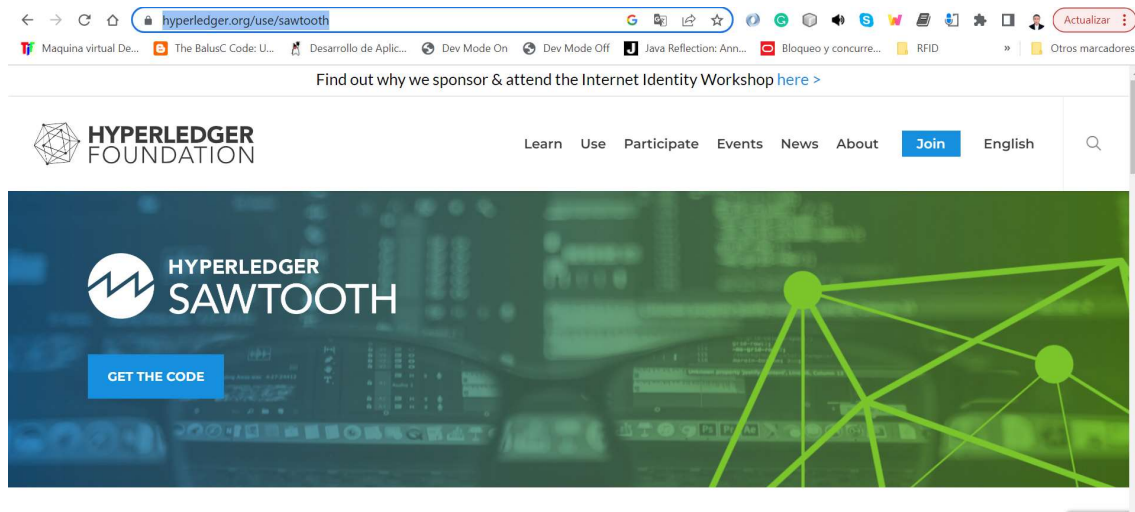 hyperledger.org/use/sawtooth
Actualizar
Maquina virtual De... The BalusC Code: U... Desarrollo de Aplic... Dev Mode On Dev Mode Off Java Reflection: Ann... Bloqueo y concurre... RFID » Otros marcadores
Find out why we sponsor & attend the Internet Identity Workshop here >
HYPERLEDGER
FOUNDATION
Learn Use Participate Events News About Join English
HYPERLEDGER
SAWTOOTH
GET THE CODE